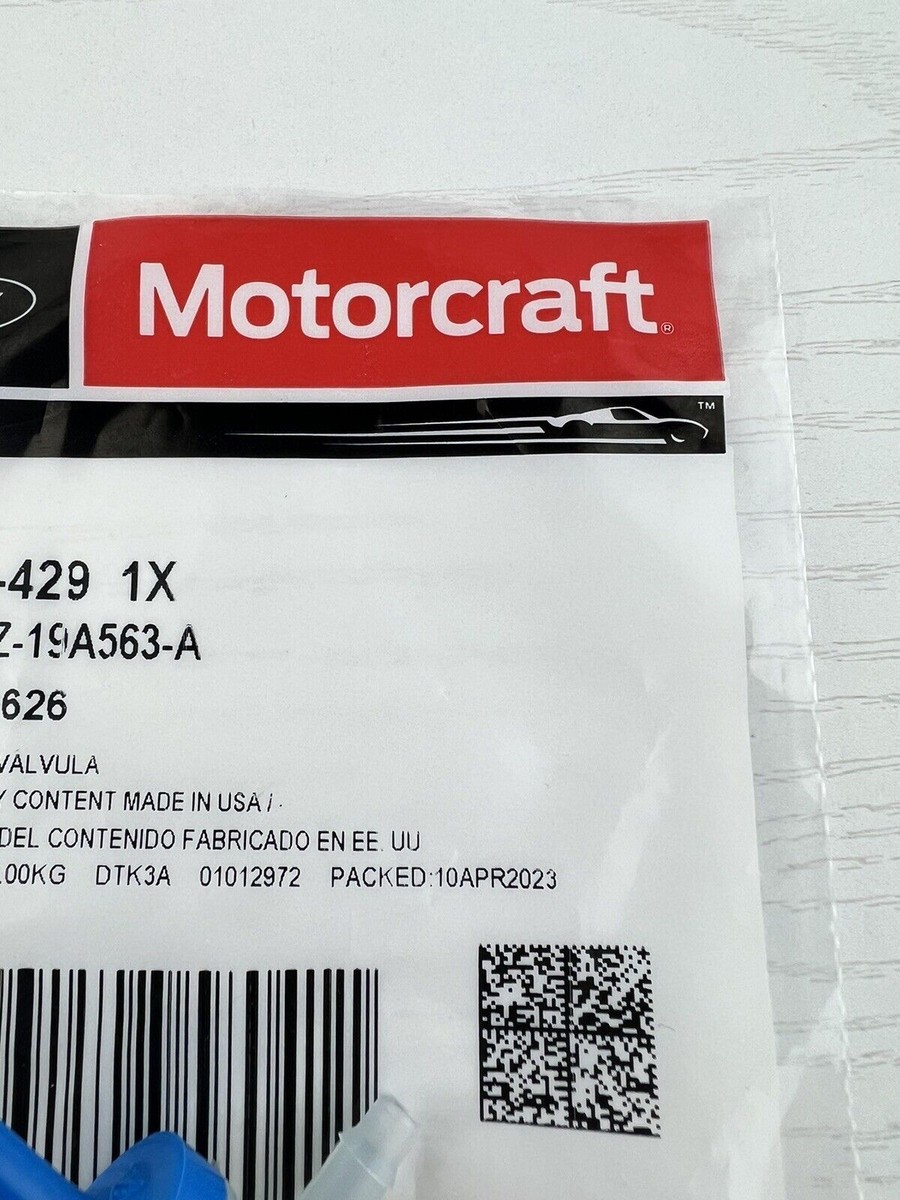 Motorcraft®
TM
-429 1X
Z-19A563-A
626
VÁLVULA
Y CONTENT MADE IN USA / .
DEL CONTENIDO FABRICADO EN EE. UU
.00KG DTK3A 01012972 PACKED:10APR2023